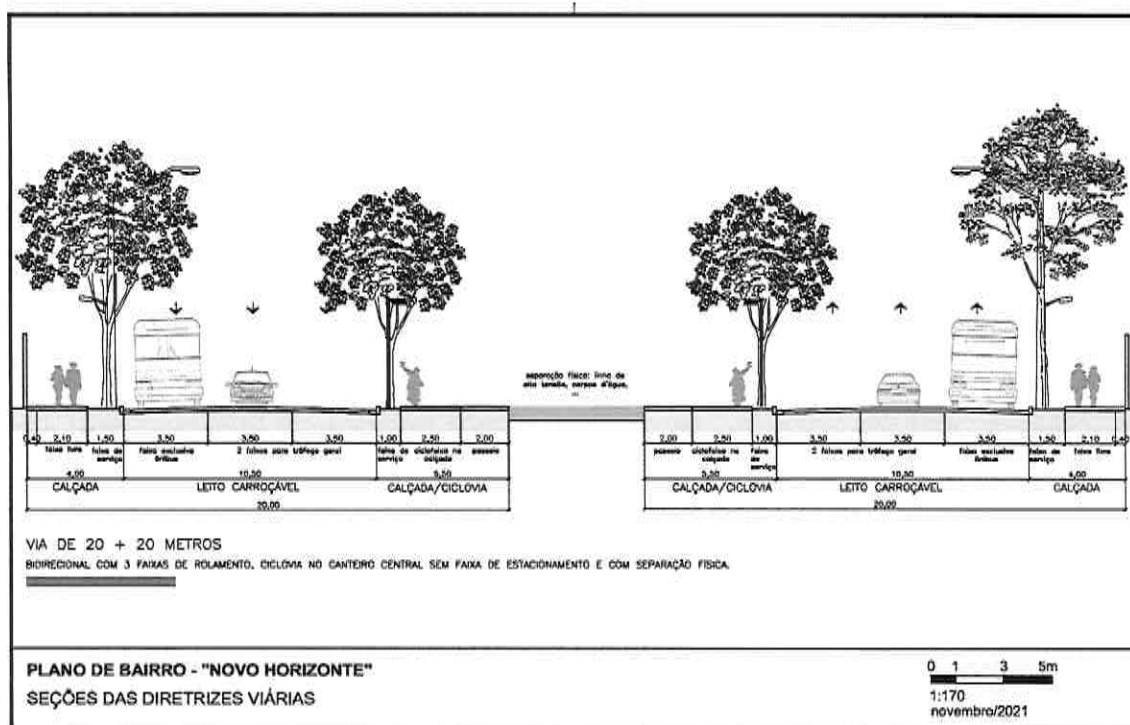 separação física: linha de
alta tensão, corpos d'água,
0,40 2,10 1,50 3,50 3,50 3,50 1,00 2,50 2,00
faixa livre faixa de serviço faixa exclusiva ônibus 2 faixas para tráfego geral faixa de serviço ciclofaixa na calçada passeio
4,00 10,50 5,50
CALÇADA LEITO CARROÇÁVEL CALÇADA/CICLOVIA
20,00
2,00 2,50 1,00 3,50 3,50 3,50 1,50 2,10 0,40
passeio ciclofaixa na calçada faixa de serviço 2 faixas para tráfego geral faixa exclusiva ônibus faixa de serviço faixa livre
5,50 10,50 4,00
CALÇADA/CICLOVIA LEITO CARROÇÁVEL CALÇADA
20,00
VIA DE 20 + 20 METROS
BIDIRECIONAL COM 3 FAIXAS DE ROLAMENTO, CICLOVIA NO CANTEIRO CENTRAL SEM FAIXA DE ESTACIONAMENTO E COM SEPARAÇÃO FÍSICA.
PLANO DE BAIRRO - "NOVO HORIZONTE"
SEÇÕES DAS DIRETRIZES VIÁRIAS
0 1 3 5m
1:170
novembro/2021